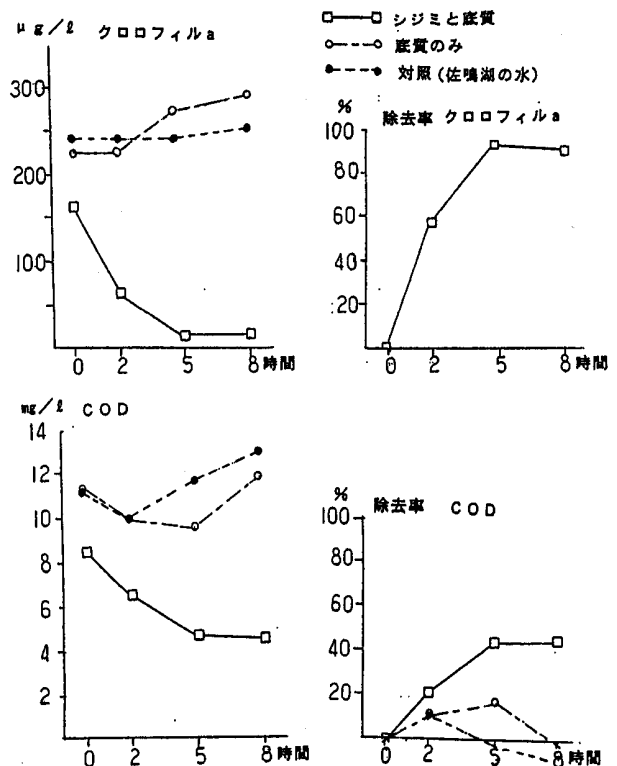 μg/ℓ クロロフィルa
300
200
100
0 2 5 8時間
シジミと底質
底質のみ
対照(佐鳴湖の水)
% 除去率 クロロフィルa
100
80
60
40
20
0 2 5 8時間
mg/ℓ COD
14
12
10
8
6
4
2
0 2 5 8時間
% 除去率 COD
100
80
60
40
20
0 2 5 8時間